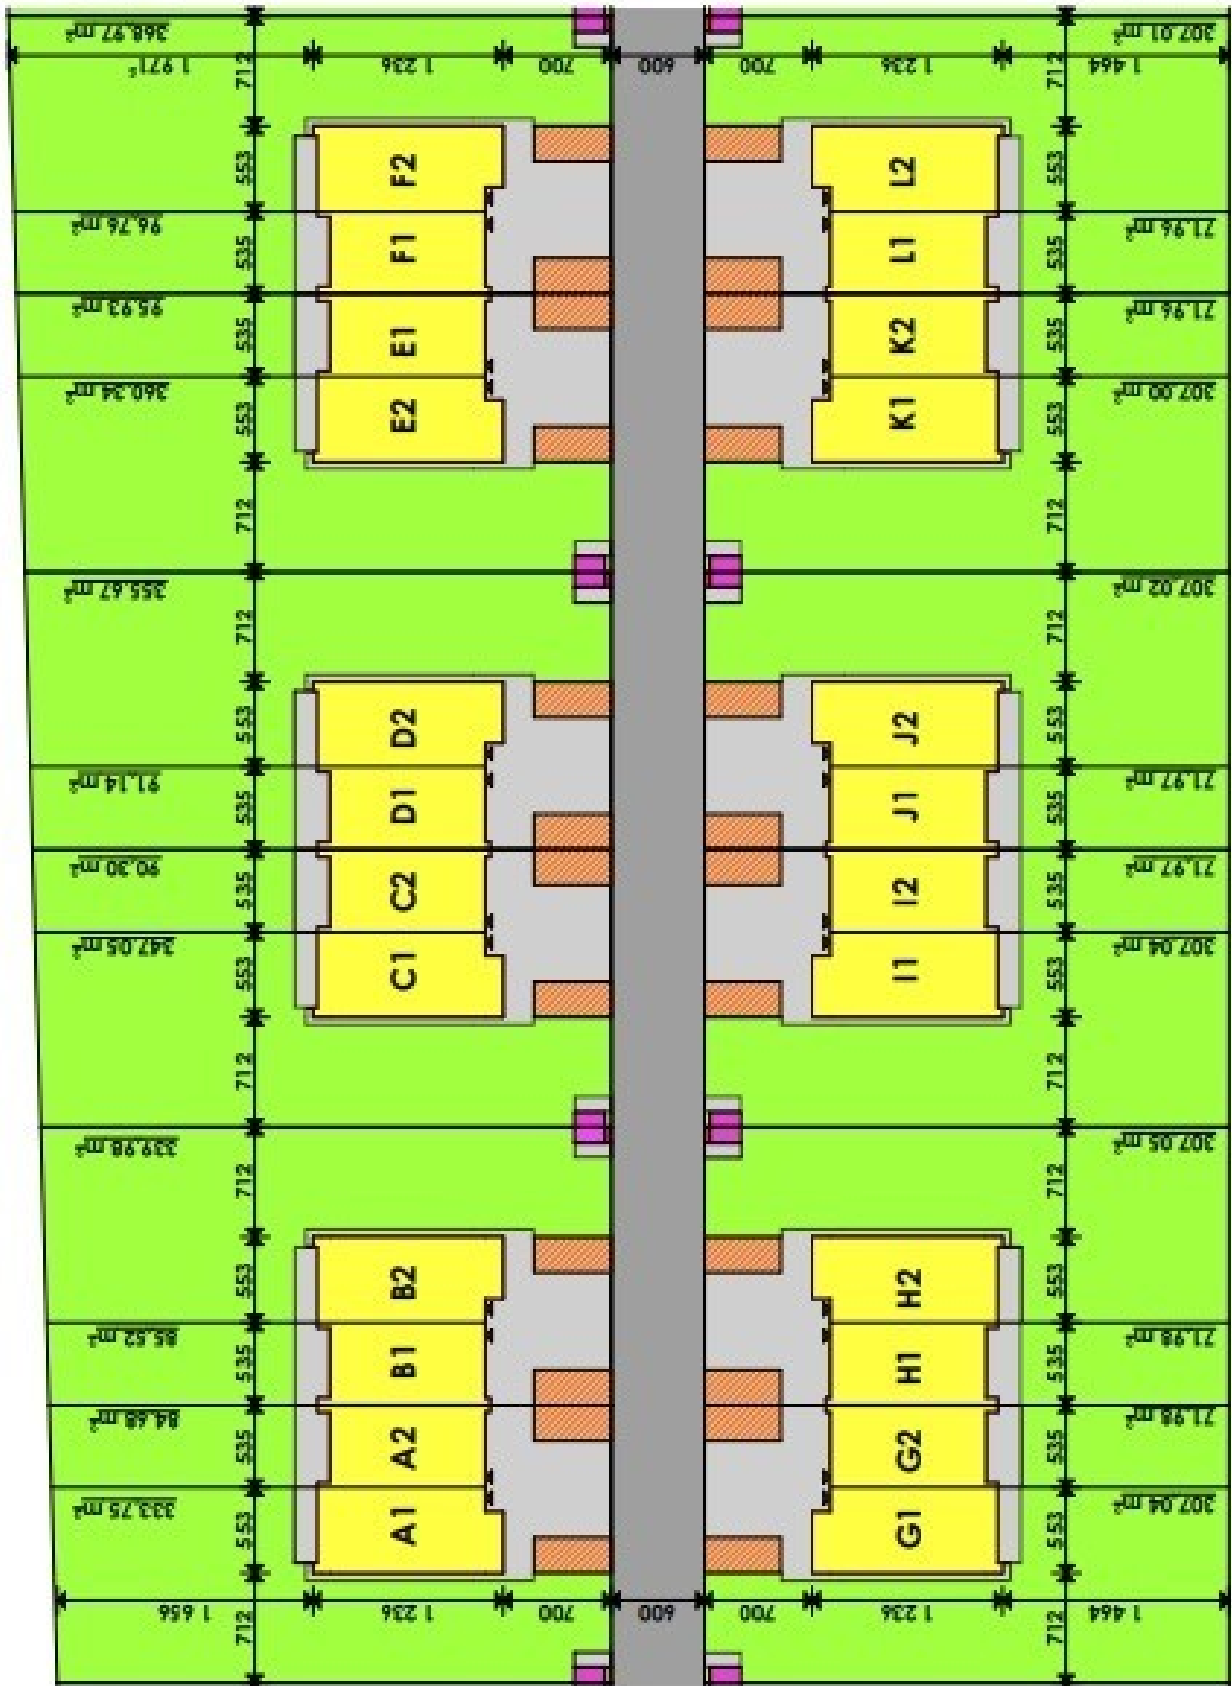 368.97 m² 307.01 m²
1 971⁵ 1 236 700 600 700 1 236 1 464
712 712
553 F2 L2 553
96.76 m² 71.96 m²
535 F1 L1 535
95.93 m² 71.96 m²
535 E1 K2 535
360.34 m² 307.00 m²
553 E2 K1 553
712 712
355.67 m² 307.02 m²
712 712
553 D2 J2 553
91.14 m² 71.97 m²
535 D1 J1 535
90.30 m² 71.97 m²
535 C2 I2 535
347.05 m² 307.04 m²
553 C1 I1 553
712 712
339.98 m² 307.05 m²
712 712
553 B2 H2 553
85.52 m² 71.98 m²
535 B1 H1 535
84.68 m² 71.98 m²
535 A2 G2 535
333.75 m² 307.04 m²
553 A1 G1 553
1 656 1 236 700 600 700 1 236 1 464
712 712